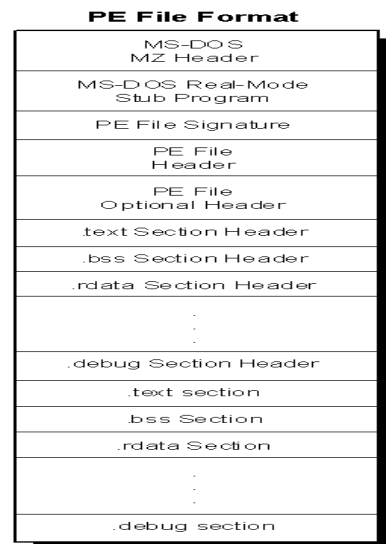 PE File Format
MS-DOS
MZ Header
MS-DOS Real-Mode
Stub Program
PE File Signature
PE File
Header
PE File
Optional Header
.text Section Header
.bss Section Header
.rdata Section Header
.
.
.
.debug Section Header
.text section
.bss Section
.rdata Section
.
.
.
.debug section